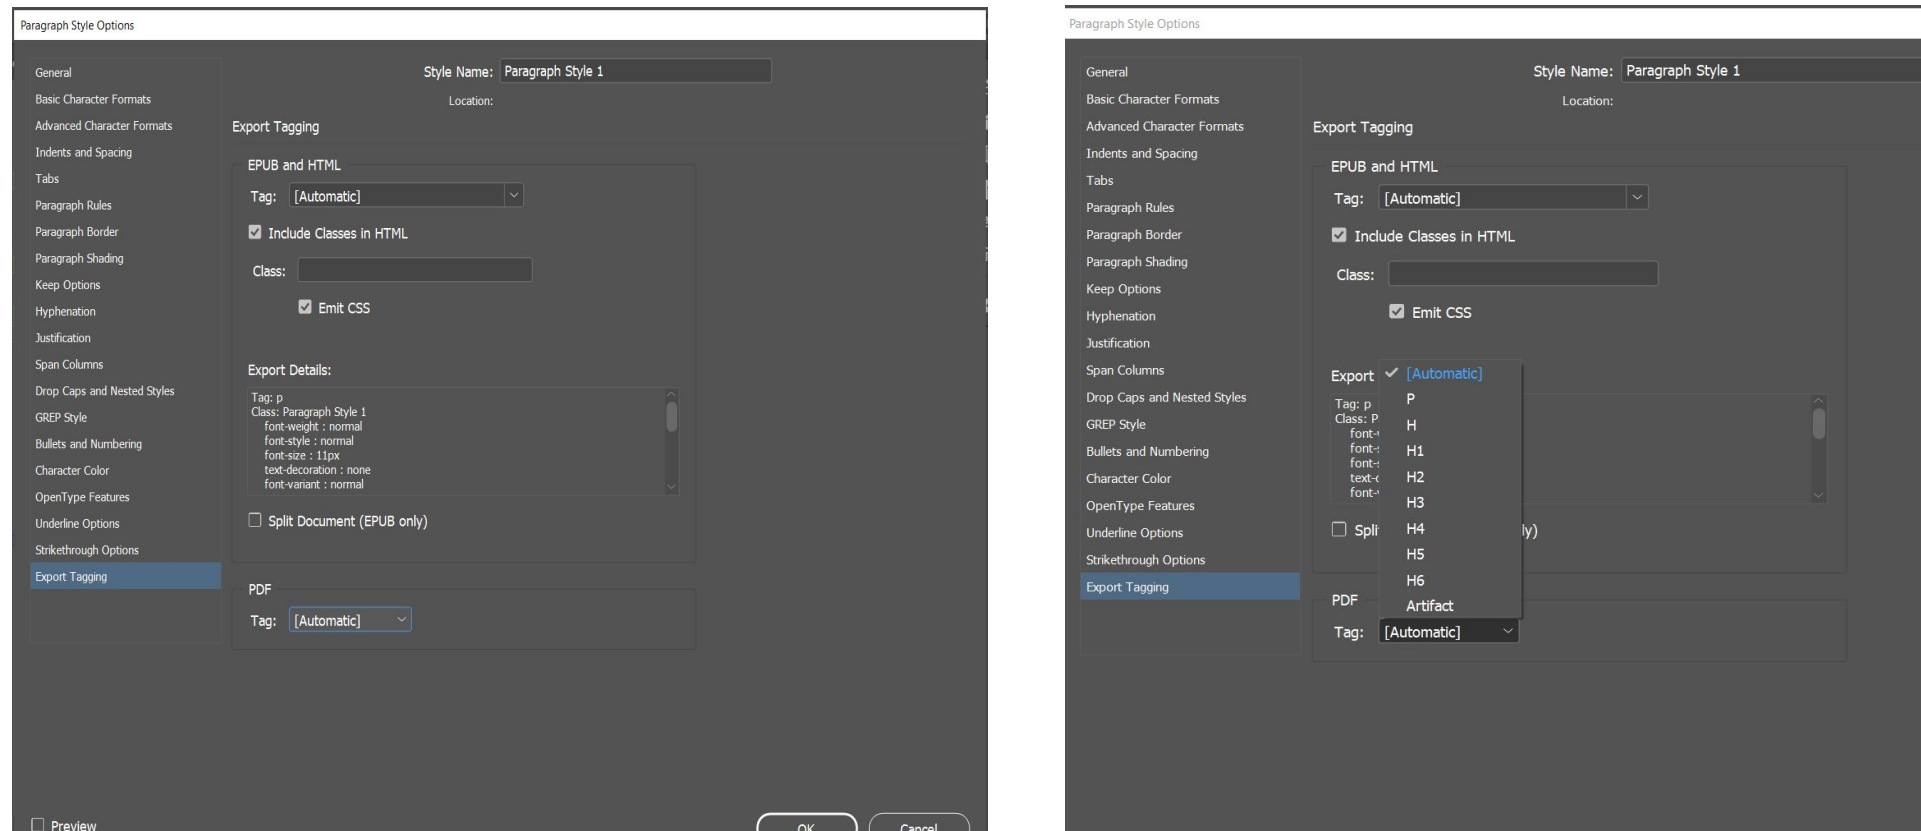 Paragraph Style Options
General
Basic Character Formats
Advanced Character Formats
Indents and Spacing
Tabs
Paragraph Rules
Paragraph Border
Paragraph Shading
Keep Options
Hyphenation
Justification
Span Columns
Drop Caps and Nested Styles
GREP Style
Bullets and Numbering
Character Color
OpenType Features
Underline Options
Strikethrough Options
Export Tagging
Style Name: Paragraph Style 1
Location:
Export Tagging
EPUB and HTML
Tag: [Automatic]
Include Classes in HTML
Class:
Emit CSS
Export Details:
Tag: p
Class: Paragraph Style 1
font-weight : normal
font-style : normal
font-size : 11px
text-decoration : none
font-variant : normal
Split Document (EPUB only)
PDF
Tag: [Automatic]
Preview
OK
Cancel
Paragraph Style Options
General
Basic Character Formats
Advanced Character Formats
Indents and Spacing
Tabs
Paragraph Rules
Paragraph Border
Paragraph Shading
Keep Options
Hyphenation
Justification
Span Columns
Drop Caps and Nested Styles
GREP Style
Bullets and Numbering
Character Color
OpenType Features
Underline Options
Strikethrough Options
Export Tagging
Style Name: Paragraph Style 1
Location:
Export Tagging
EPUB and HTML
Tag: [Automatic]
Include Classes in HTML
Class:
Emit CSS
Export
Tag: p
Class: P
font-
font-
font-
text-
font-
Spli
ly)
[Automatic]
P
H
H1
H2
H3
H4
H5
H6
Artifact
PDF
Tag: [Automatic]